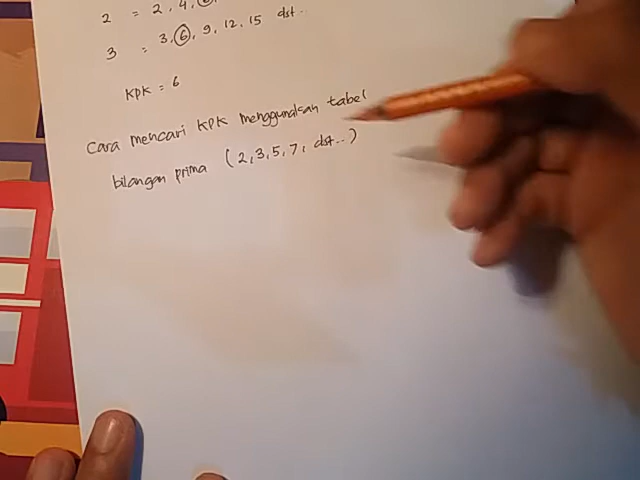 2 = 2, 4,
3 = 3, 6, 9, 12, 15 dst..
KPK = 6
Cara mencari KPK menggunakan tabel
bilangan prima (2, 3, 5, 7, dst...)